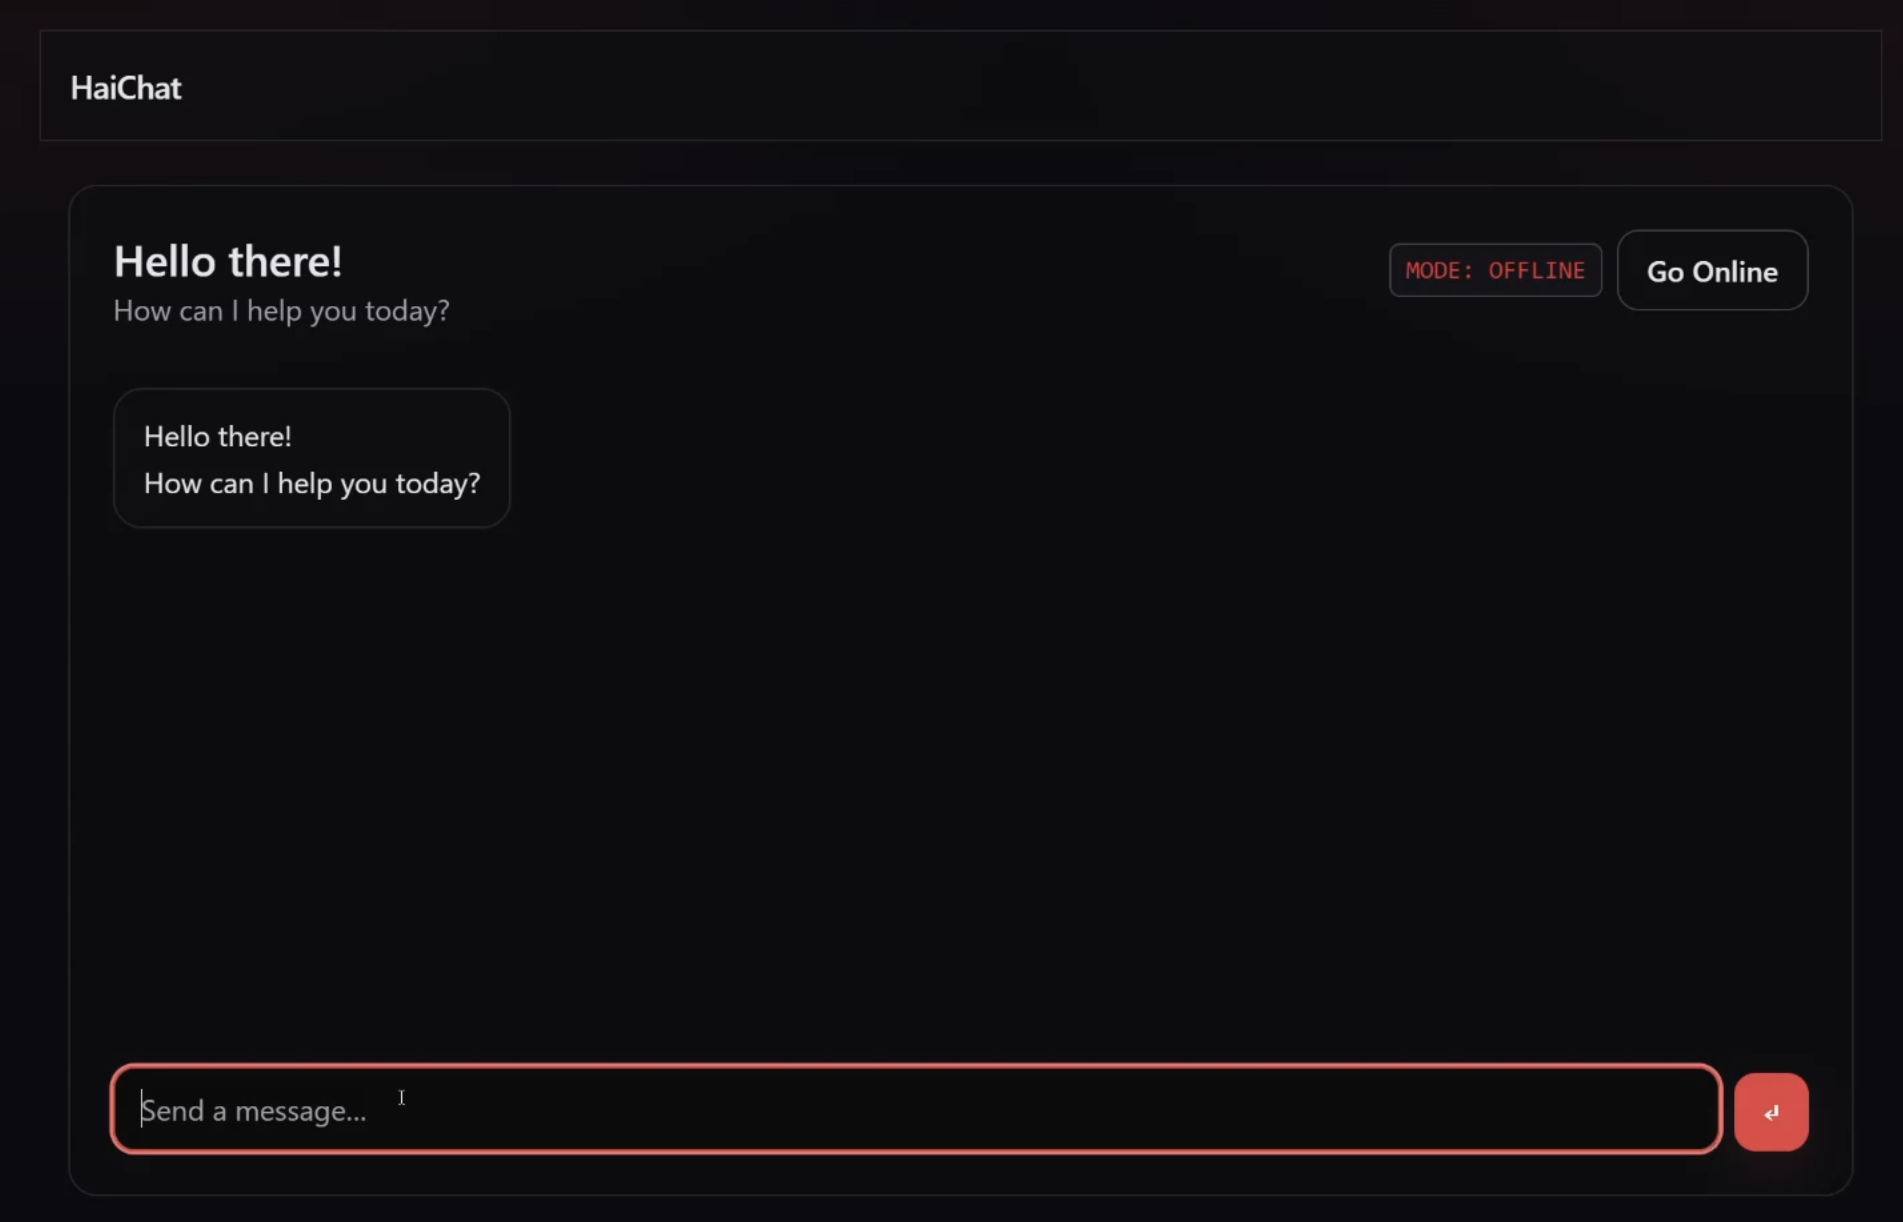 HaiChat
Hello there!
How can I help you today?
MODE: OFFLINE
Go Online
Hello there!
How can I help you today?
Send a message...